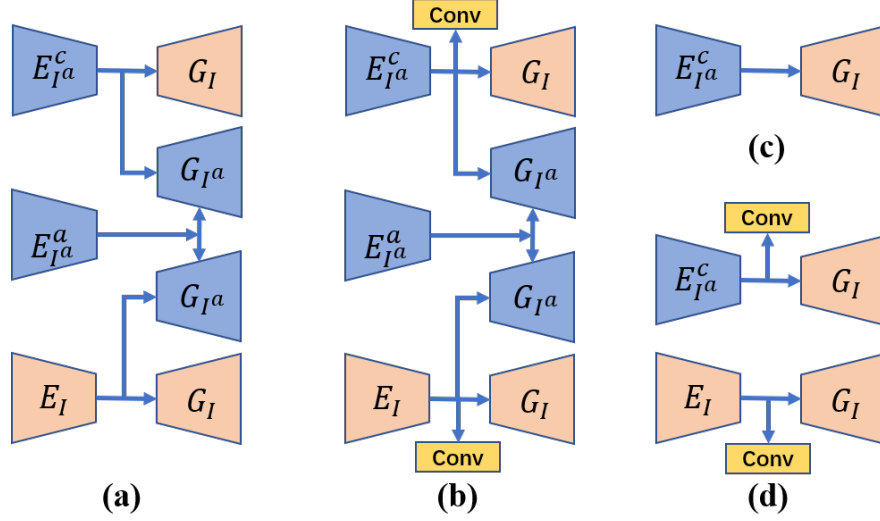 E^c_{I^a} G_I
G_{I^a}
E^a_{I^a}
G_{I^a}
E_I G_I
(a)
Conv
E^c_{I^a} G_I
G_{I^a}
E^a_{I^a}
G_{I^a}
E_I G_I
Conv
(b)
E^c_{I^a} G_I
(c)
Conv
E^c_{I^a} G_I
E_I G_I
Conv
(d)